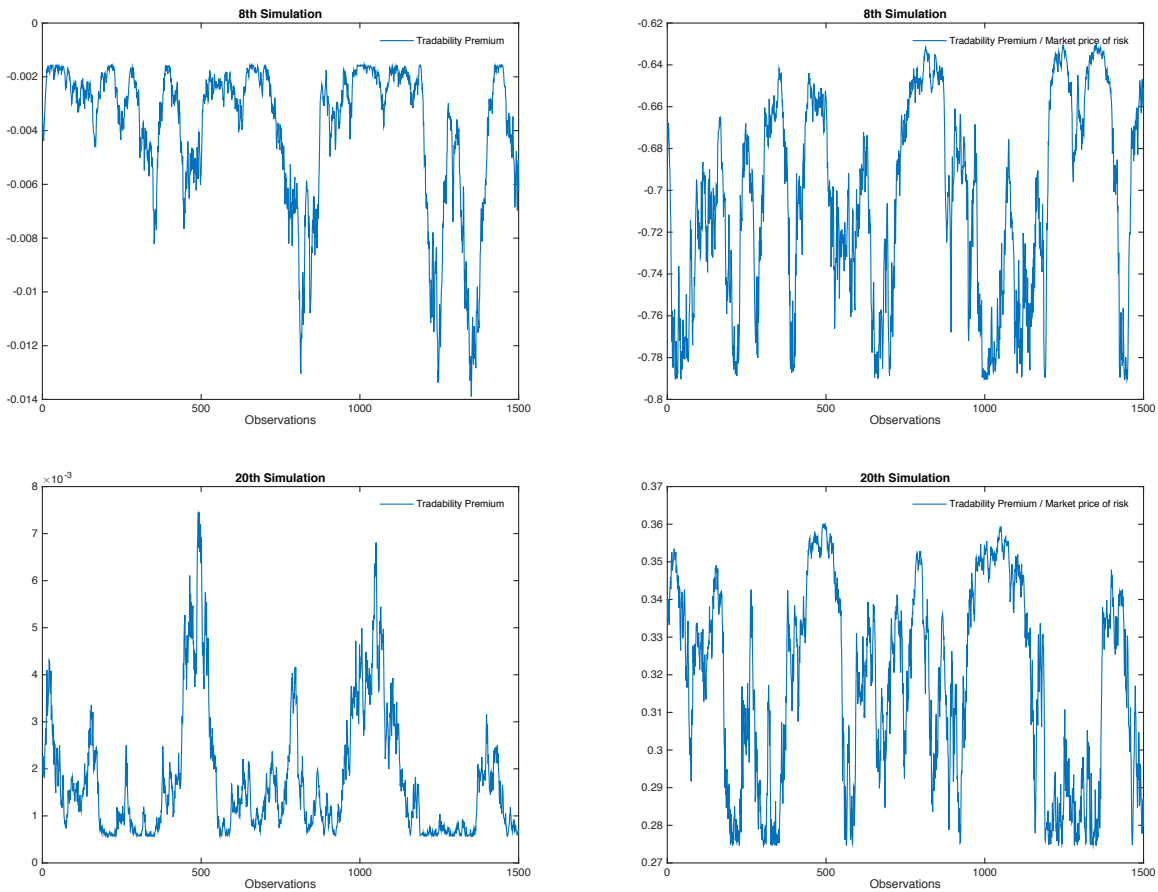 8th Simulation
Tradability Premium
0
-0.002
-0.004
-0.006
-0.008
-0.01
-0.012
-0.014
0 500 1000 1500
Observations
8th Simulation
Tradability Premium / Market price of risk
-0.62
-0.64
-0.66
-0.68
-0.7
-0.72
-0.74
-0.76
-0.78
-0.8
0 500 1000 1500
Observations
20th Simulation
×10-3
Tradability Premium
8
7
6
5
4
3
2
1
0
0 500 1000 1500
Observations
20th Simulation
Tradability Premium / Market price of risk
0.37
0.36
0.35
0.34
0.33
0.32
0.31
0.3
0.29
0.28
0.27
0 500 1000 1500
Observations